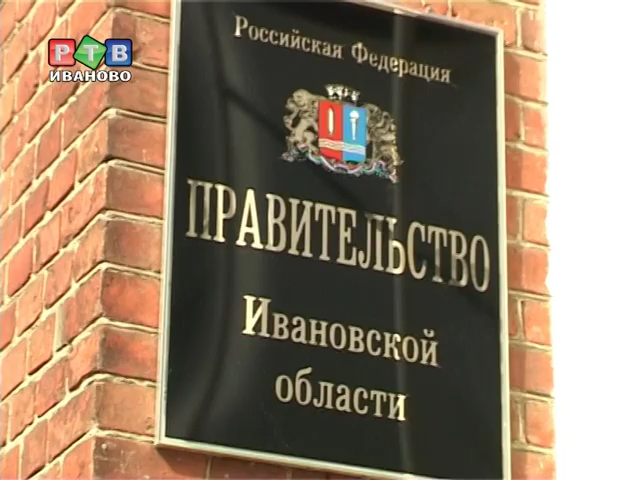 РТВ
ИВАНОВО
Российская Федерация
ПРАВИТЕЛЬСТВО
Ивановской
области